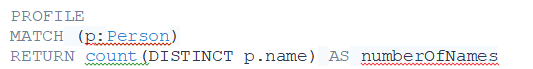 PROFILE
MATCH (p:Person)
RETURN count(DISTINCT p.name) AS numberOfNames